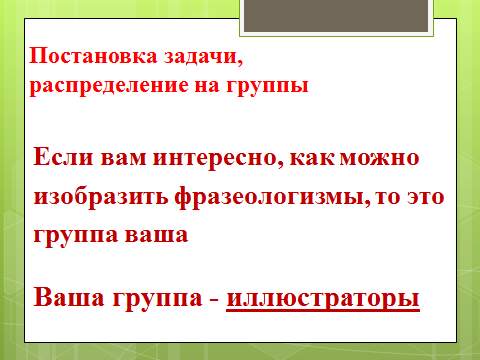 Постановка задачи,
распределение на группы
Если вам интересно, как можно
изобразить фразеологизмы, то это
группа ваша
Ваша группа - иллюстраторы